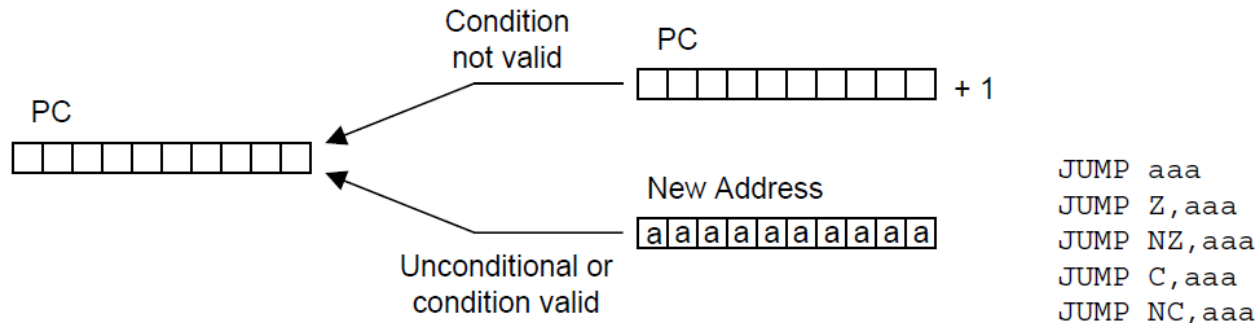 Condition
not valid
PC
+ 1
PC
New Address
aaaaaaaaaa
Unconditional or
condition valid
JUMP aaa
JUMP Z,aaa
JUMP NZ,aaa
JUMP C,aaa
JUMP NC,aaa